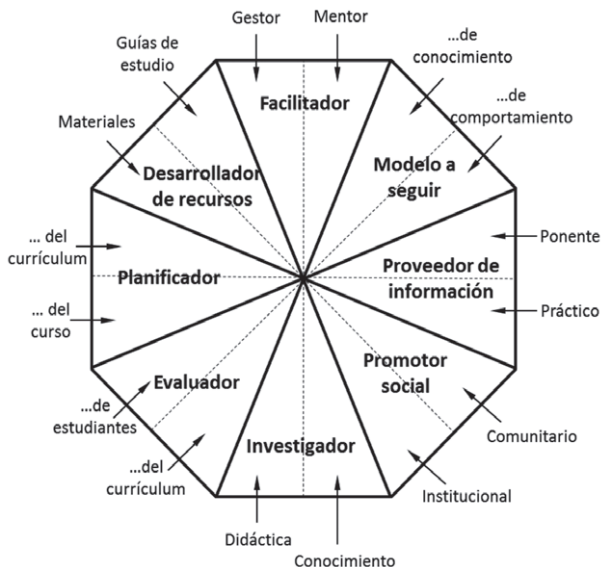 Gestor
Mentor
Guías de
estudio
...de
conocimiento
Facilitador
...de
comportamiento
Materiales
Desarrollador
de recursos
Modelo a
seguir
... del
currículum
Planificador
Proveedor de
información
Ponente
... del
curso
Práctico
Evaluador
Promotor
social
...de
estudiantes
Comunitario
...del
currículum
Investigador
Institucional
Didáctica
Conocimiento